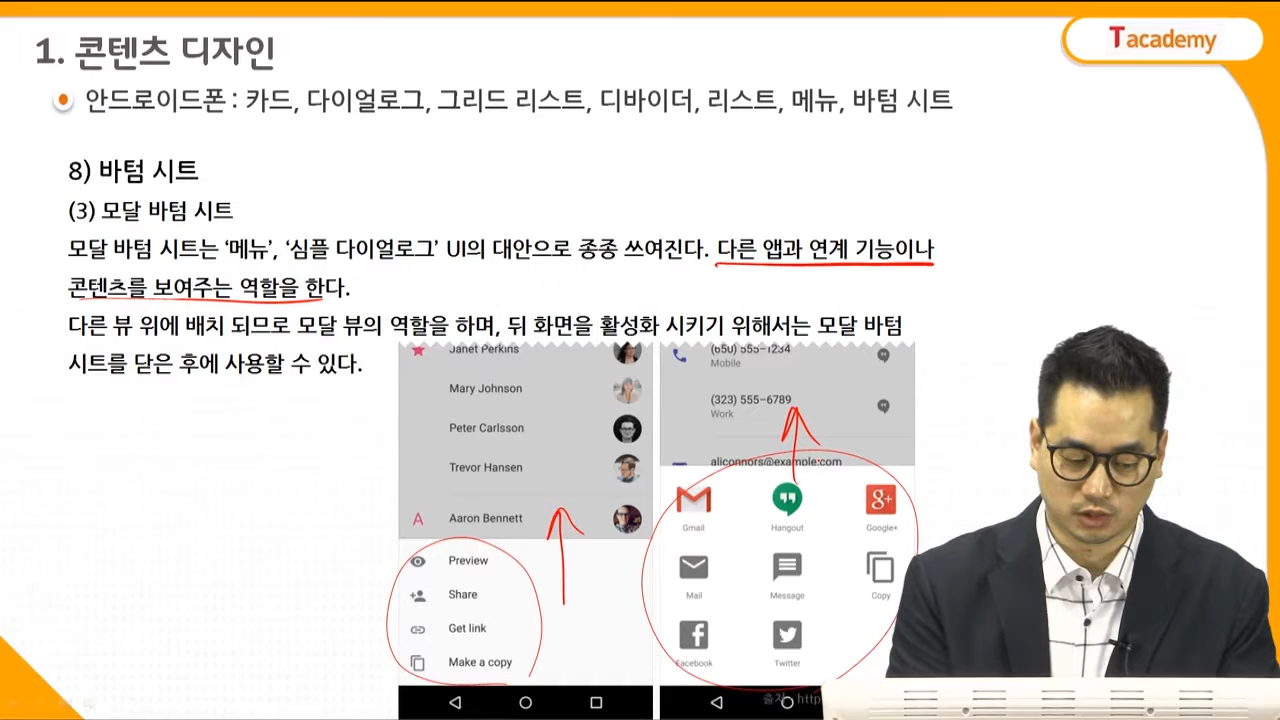 1. 콘텐츠 디자인
Tacademy
안드로이드폰 : 카드, 다이얼로그, 그리드 리스트, 디바이더, 리스트, 메뉴, 바텀 시트
8) 바텀 시트
(3) 모달 바텀 시트
모달 바텀 시트는 ‘메뉴’, ‘심플 다이얼로그’ UI의 대안으로 종종 쓰여진다. 다른 앱과 연계 기능이나
콘텐츠를 보여주는 역할을 한다.
다른 뷰 위에 배치 되므로 모달 뷰의 역할을 하며, 뒤 화면을 활성화 시키기 위해서는 모달 바텀
시트를 닫은 후에 사용할 수 있다.
Janet Perkins
Mary Johnson
Peter Carlsson
Trevor Hansen
A Aaron Bennett
Preview
Share
Get link
Make a copy
(650) 555-1234
Mobile
(323) 555-6789
Work
aliconnors@example.com
Gmail Hangout Google+
Mail Message Copy
Facebook Twitter
출처 http